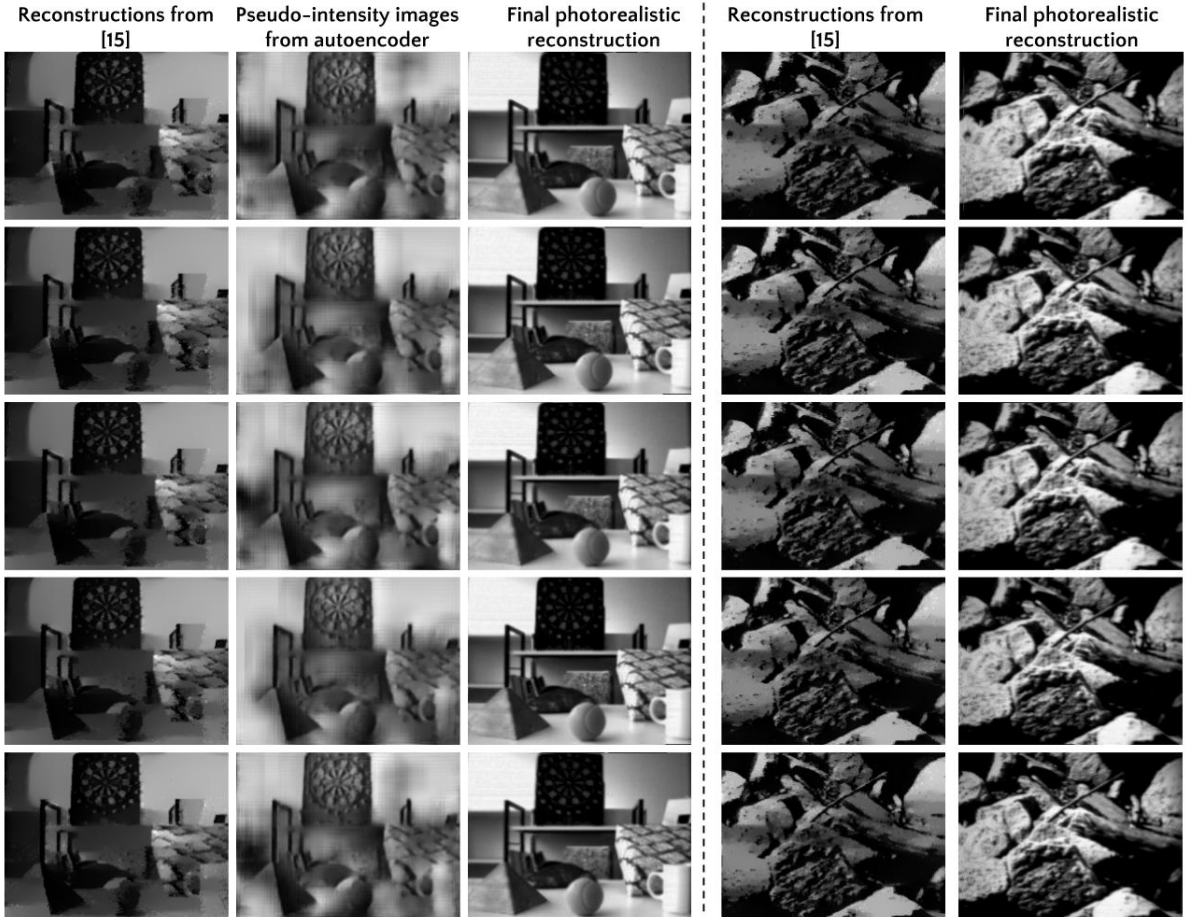 Reconstructions from
[15]
Pseudo-intensity images
from autoencoder
Final photorealistic
reconstruction
Reconstructions from
[15]
Final photorealistic
reconstruction